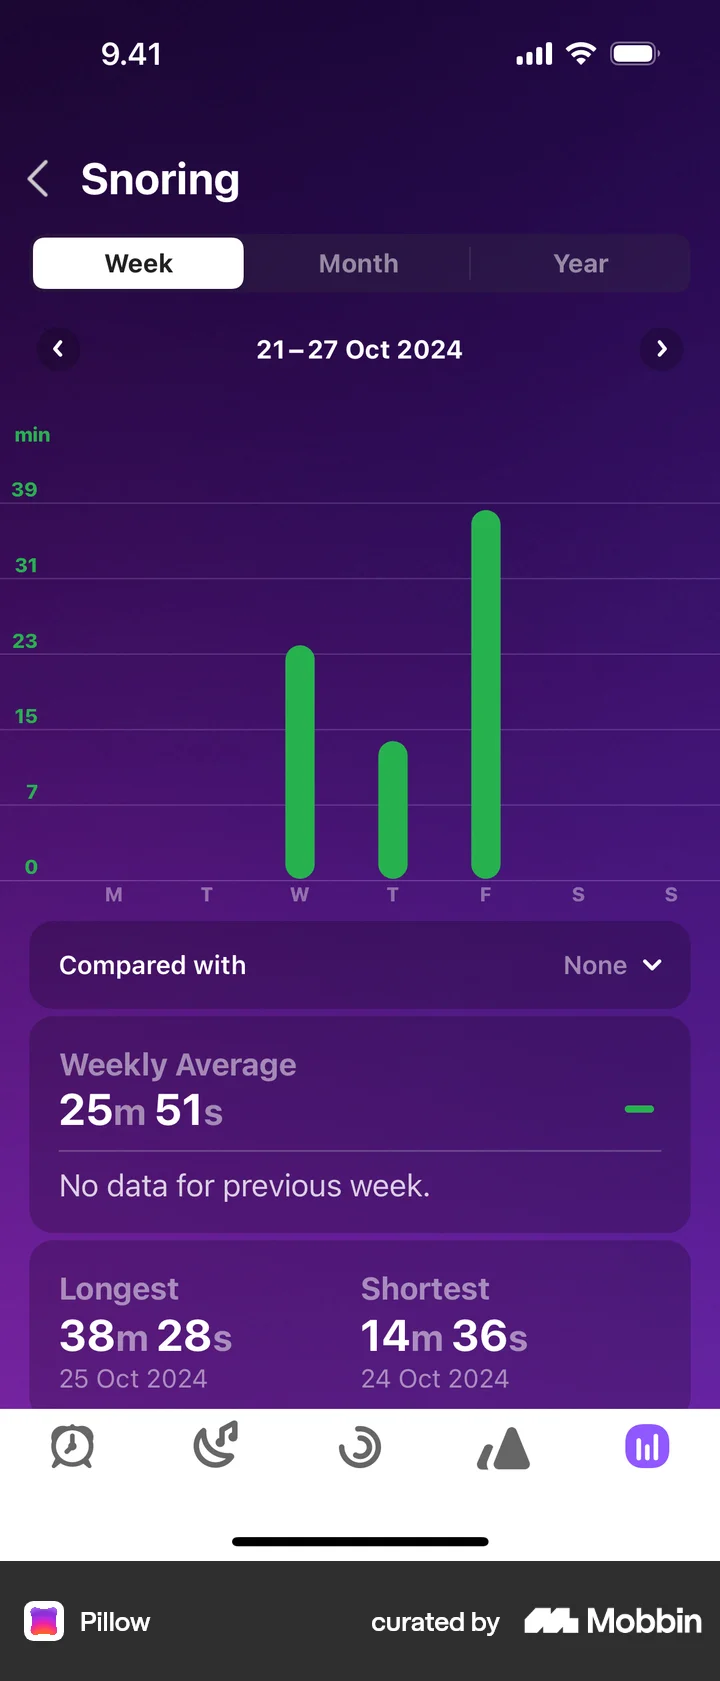 9.41
Snoring
Week Month Year
21–27 Oct 2024
min
39
31
23
15
7
0
M T W T F S S
Compared with None
Weekly Average
25m 51s
No data for previous week.
Longest Shortest
38m 28s 14m 36s
25 Oct 2024 24 Oct 2024
Pillow curated by Mobbin